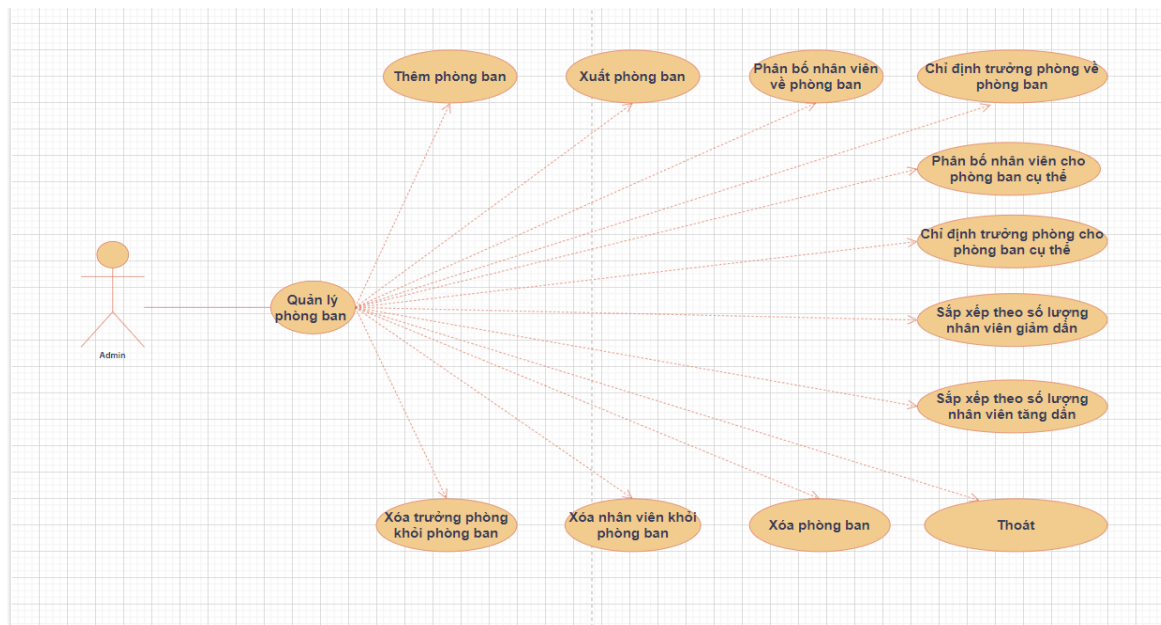 Thêm phòng ban
Xuất phòng ban
Phân bố nhân viên
về phòng ban
Chỉ định trưởng phòng về
phòng ban
Phân bố nhân viên cho
phòng ban cụ thể
Chỉ định trưởng phòng cho
phòng ban cụ thể
Quản lý
phòng ban
Admin
Sắp xếp theo số lượng
nhân viên giảm dần
Sắp xếp theo số lượng
nhân viên tăng dần
Xóa trưởng phòng
khỏi phòng ban
Xóa nhân viên khỏi
phòng ban
Xóa phòng ban
Thoát